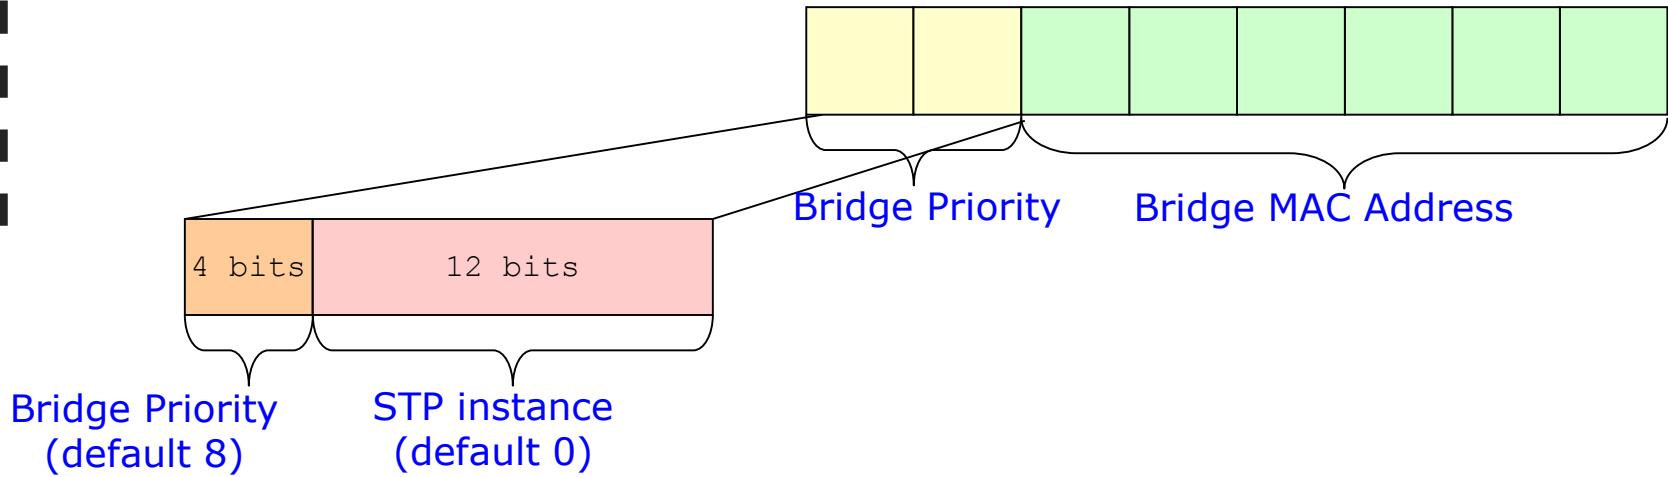 Bridge Priority
Bridge MAC Address
4 bits
12 bits
Bridge Priority
(default 8)
STP instance
(default 0)